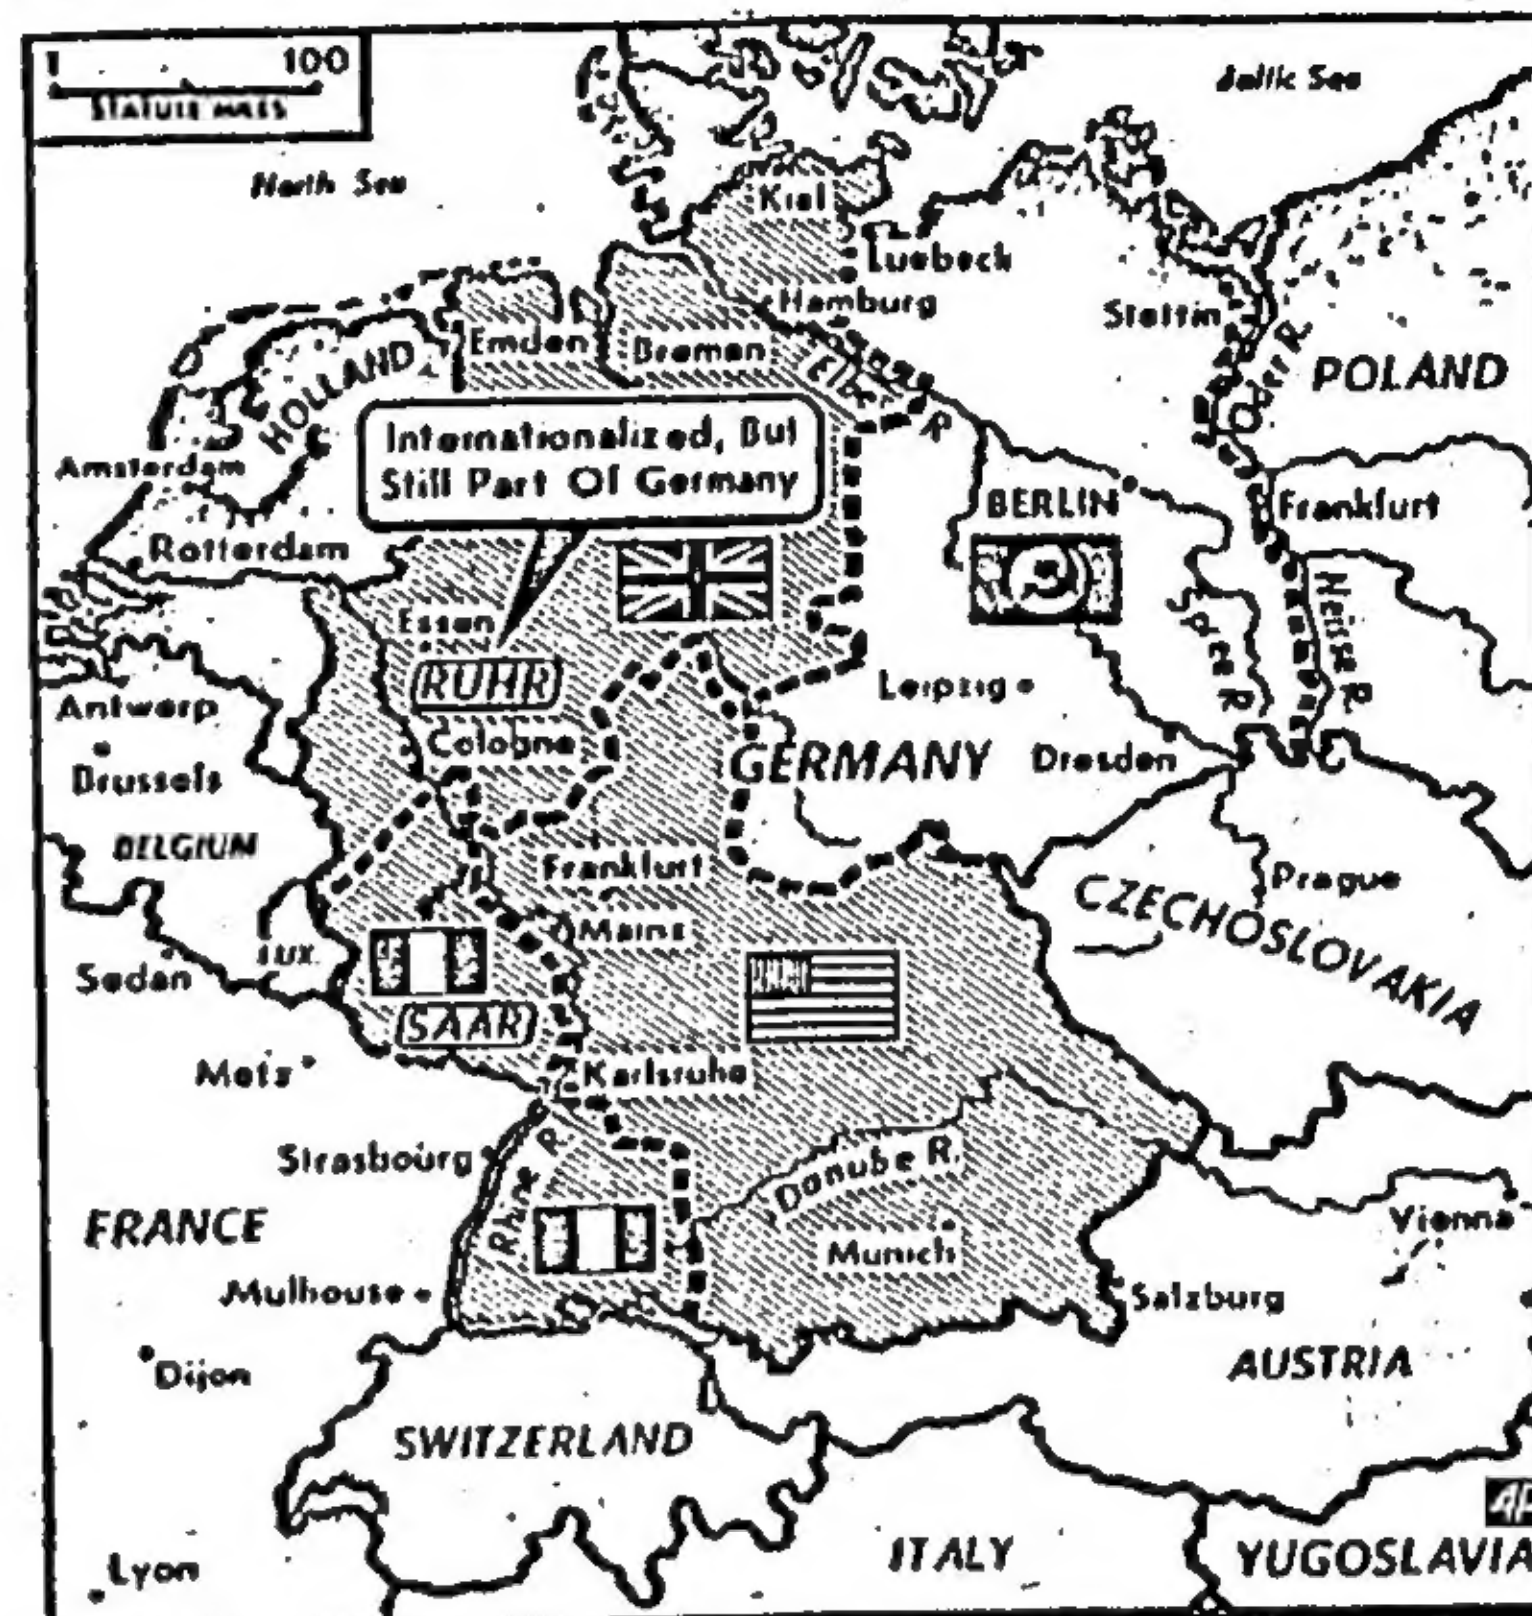 1 100
STATUTE MILES
North Sea
Baltic Sea
Kiel
Luebeck
Hamburg
Stettin
Emden
Bremen
Elbe R
Oder R.
HOLLAND
POLAND
Internationalized, But
Still Part Of Germany
Amsterdam
BERLIN
Frankfurt
Rotterdam
Essen
Spree R
Neisse R
RUHR
Leipzig
Antwerp
Cologne
GERMANY
Dresden
Brussels
BELGIUM
Frankfurt
Prague
CZECHOSLOVAKIA
Mainz
LUX.
Sedan
SAAR
Metz
Karlsruhe
Strasbourg
Rhine R.
Danube R.
FRANCE
Vienna
Munich
Mulhouse
Salzburg
Dijon
AUSTRIA
SWITZERLAND
AP
ITALY
YUGOSLAVIA
Lyon